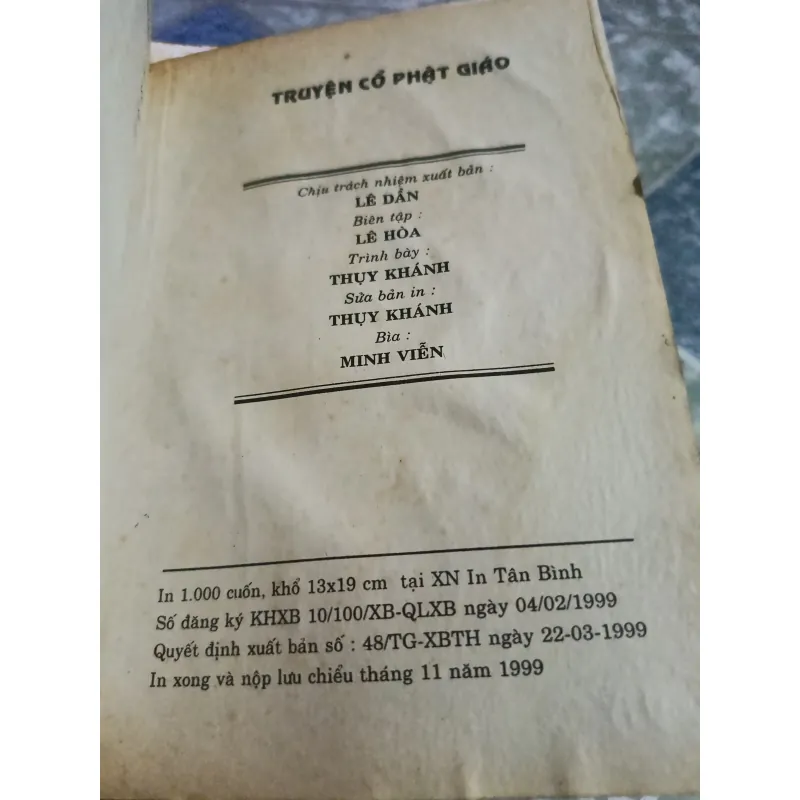 TRUYỆN CỔ PHẬT GIÁO
Chịu trách nhiệm xuất bản :
LÊ DẦN
Biên tập :
LÊ HÒA
Trình bày :
THỤY KHÁNH
Sửa bản in :
THỤY KHÁNH
Bìa :
MINH VIỄN
In 1.000 cuốn, khổ 13x19 cm tại XN In Tân Bình
Số đăng ký KHXB 10/100/XB-QLXB ngày 04/02/1999
Quyết định xuất bản số : 48/TG-XBTH ngày 22-03-1999
In xong và nộp lưu chiểu tháng 11 năm 1999